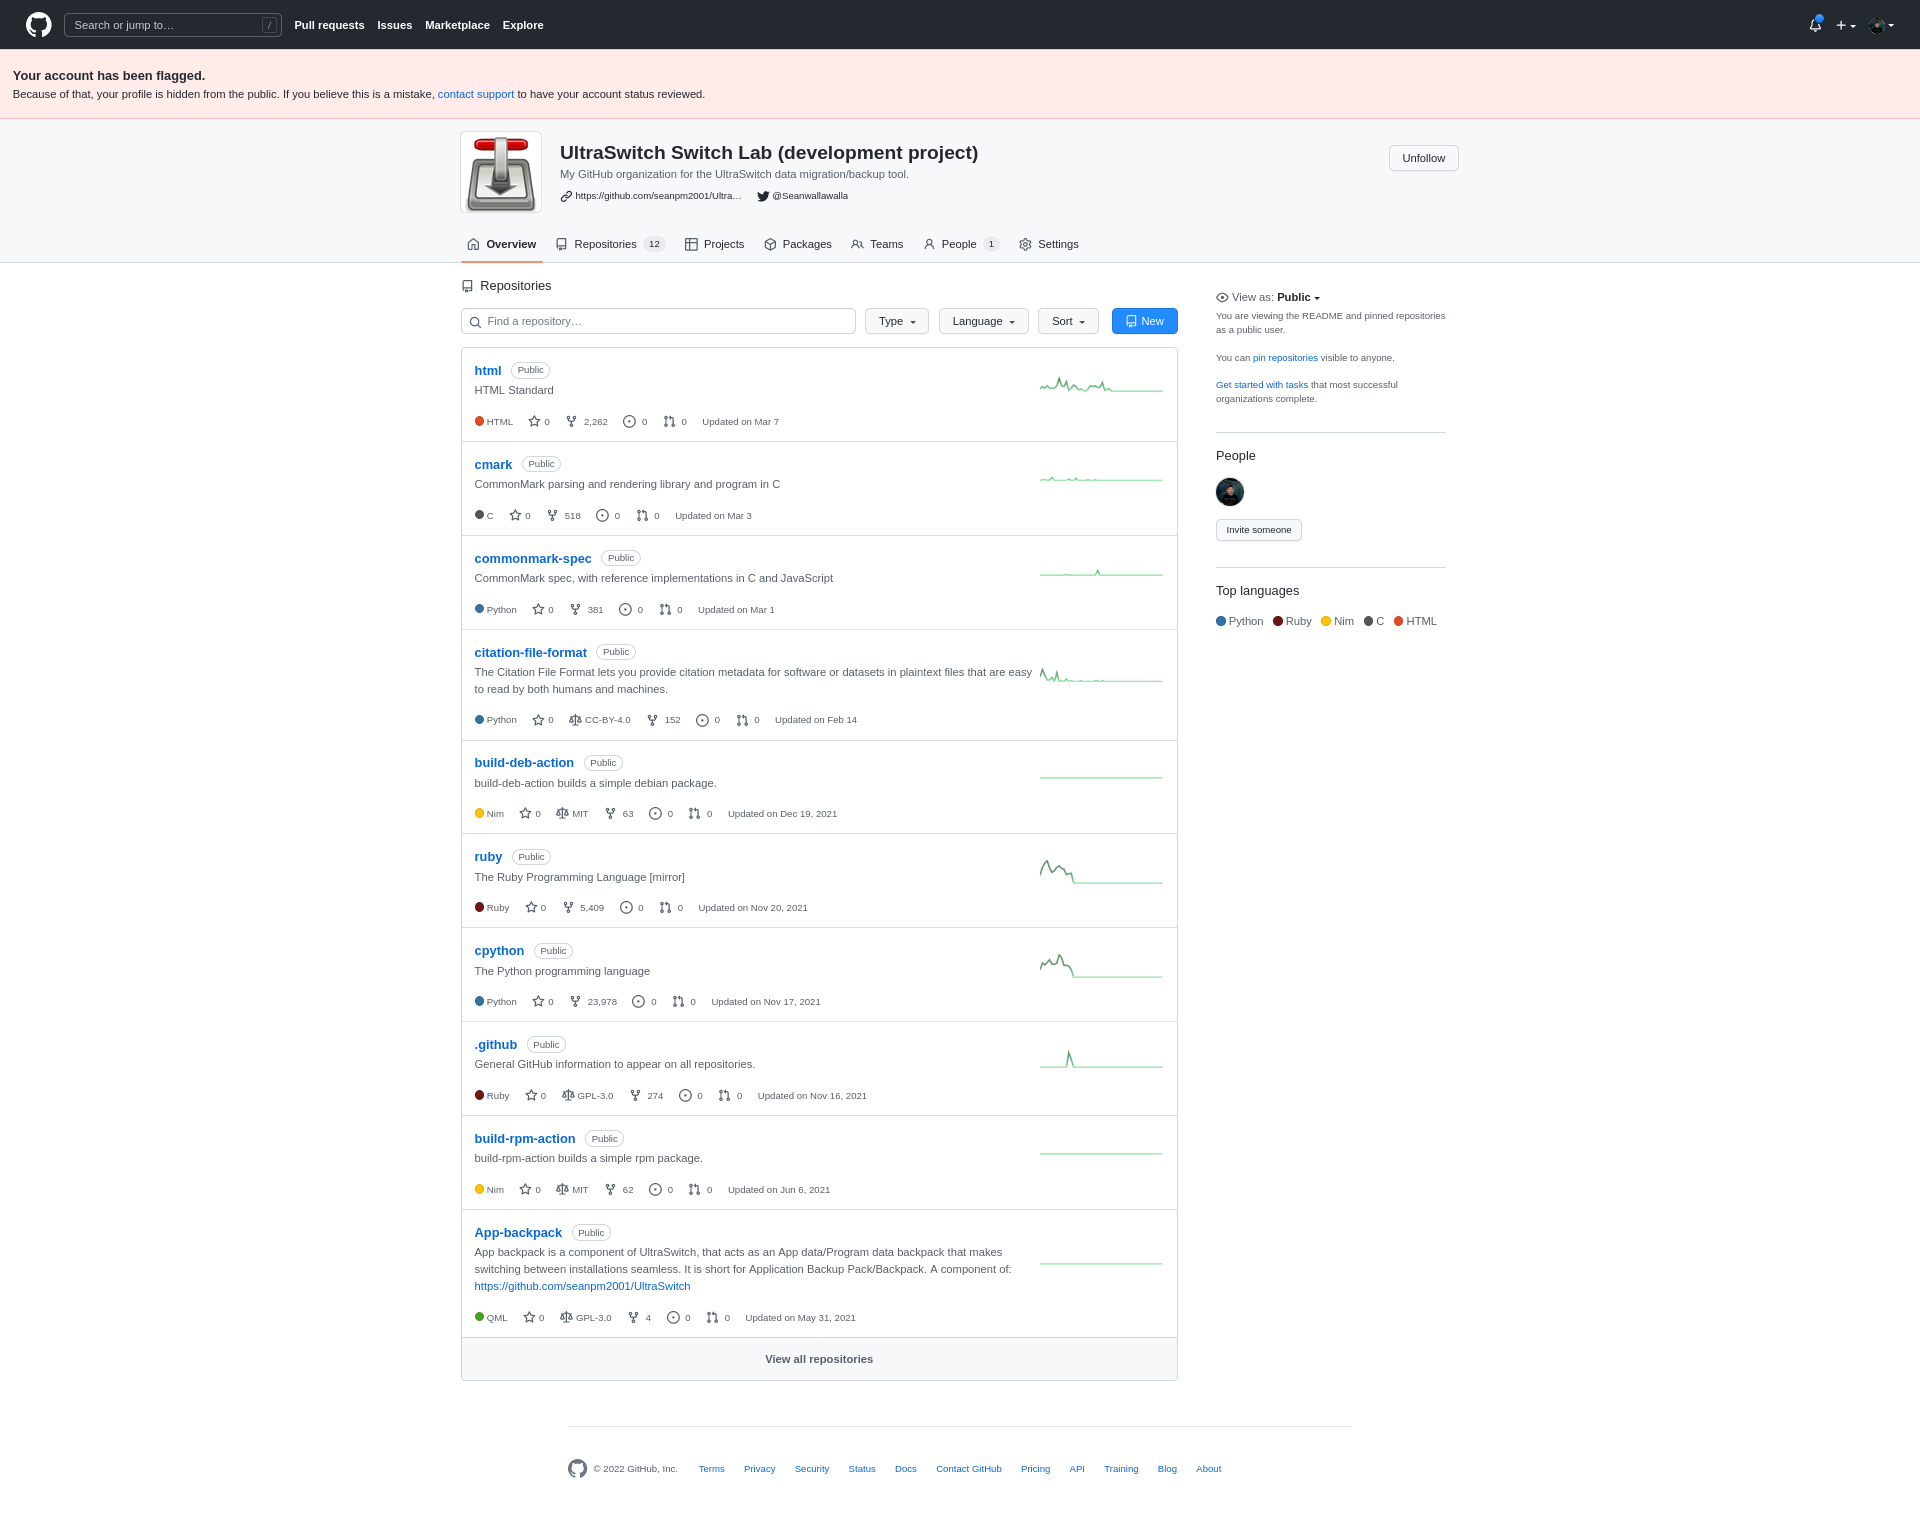 Search or jump to… /
Pull requests Issues Marketplace Explore
Your account has been flagged.
Because of that, your profile is hidden from the public. If you believe this is a mistake, contact support to have your account status reviewed.
UltraSwitch Switch Lab (development project)
Unfollow
My GitHub organization for the UltraSwitch data migration/backup tool.
https://github.com/seanpm2001/Ultra… @Seanwallawalla
Overview Repositories 12 Projects Packages Teams People 1 Settings
Repositories
Find a repository… Type Language Sort New
html Public
HTML Standard
HTML 0 2,262 0 0 Updated on Mar 7
cmark Public
CommonMark parsing and rendering library and program in C
C 0 518 0 0 Updated on Mar 3
commonmark-spec Public
CommonMark spec, with reference implementations in C and JavaScript
Python 0 381 0 0 Updated on Mar 1
citation-file-format Public
The Citation File Format lets you provide citation metadata for software or datasets in plaintext files that are easy
to read by both humans and machines.
Python 0 CC-BY-4.0 152 0 0 Updated on Feb 14
build-deb-action Public
build-deb-action builds a simple debian package.
Nim 0 MIT 63 0 0 Updated on Dec 19, 2021
ruby Public
The Ruby Programming Language [mirror]
Ruby 0 5,409 0 0 Updated on Nov 20, 2021
cpython Public
The Python programming language
Python 0 23,978 0 0 Updated on Nov 17, 2021
.github Public
General GitHub information to appear on all repositories.
Ruby 0 GPL-3.0 274 0 0 Updated on Nov 16, 2021
build-rpm-action Public
build-rpm-action builds a simple rpm package.
Nim 0 MIT 62 0 0 Updated on Jun 6, 2021
App-backpack Public
App backpack is a component of UltraSwitch, that acts as an App data/Program data backpack that makes
switching between installations seamless. It is short for Application Backup Pack/Backpack. A component of:
https://github.com/seanpm2001/UltraSwitch
QML 0 GPL-3.0 4 0 0 Updated on May 31, 2021
View all repositories
View as: Public
You are viewing the README and pinned repositories
as a public user.
You can pin repositories visible to anyone.
Get started with tasks that most successful
organizations complete.
People
Invite someone
Top languages
Python Ruby Nim C HTML
© 2022 GitHub, Inc. Terms Privacy Security Status Docs Contact GitHub Pricing API Training Blog About